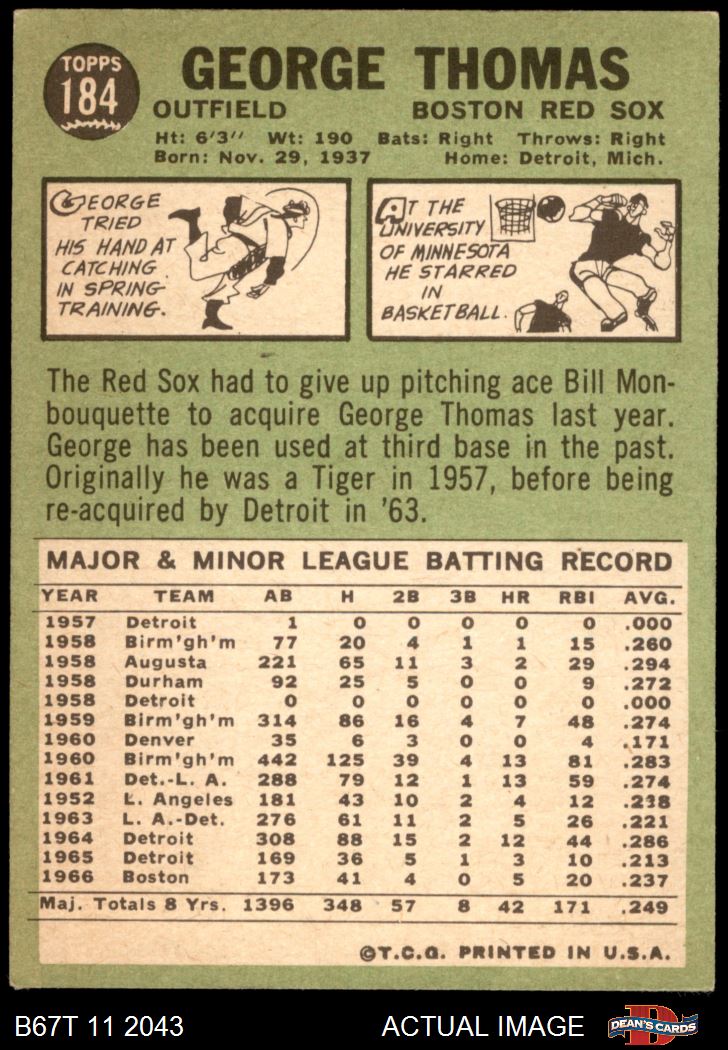 TOPPS
184
GEORGE THOMAS
OUTFIELD BOSTON RED SOX
Ht: 6'3" Wt: 190 Bats: Right Throws: Right
Born: Nov. 29, 1937 Home: Detroit, Mich.
GEORGE
TRIED
HIS HAND AT
CATCHING
IN SPRING
TRAINING.
AT THE
UNIVERSITY
OF MINNESOTA
HE STARRED
IN
BASKETBALL.
The Red Sox had to give up pitching ace Bill Mon-
bouquette to acquire George Thomas last year.
George has been used at third base in the past.
Originally he was a Tiger in 1957, before being
re-acquired by Detroit in '63.
MAJOR & MINOR LEAGUE BATTING RECORD
YEAR TEAM AB H 2B 3B HR RBI AVG.
1957 Detroit 1 0 0 0 0 0 .000
1958 Birm'gh'm 77 20 4 1 1 15 .260
1958 Augusta 221 65 11 3 2 29 .294
1958 Durham 92 25 5 0 0 9 .272
1958 Detroit 0 0 0 0 0 0 .000
1959 Birm'gh'm 314 86 16 4 7 48 .274
1960 Denver 35 6 3 0 0 4 .171
1960 Birm'gh'm 442 125 39 4 13 81 .283
1961 Det.-L. A. 288 79 12 1 13 59 .274
1952 L. Angeles 181 43 10 2 4 12 .238
1963 L. A.-Det. 276 61 11 2 5 26 .221
1964 Detroit 308 88 15 2 12 44 .286
1965 Detroit 169 36 5 1 3 10 .213
1966 Boston 173 41 4 0 5 20 .237
Maj. Totals 8 Yrs. 1396 348 57 8 42 171 .249
©T.C.G. PRINTED IN U.S.A.
B67T 11 2043 ACTUAL IMAGE D DEAN'S CARDS